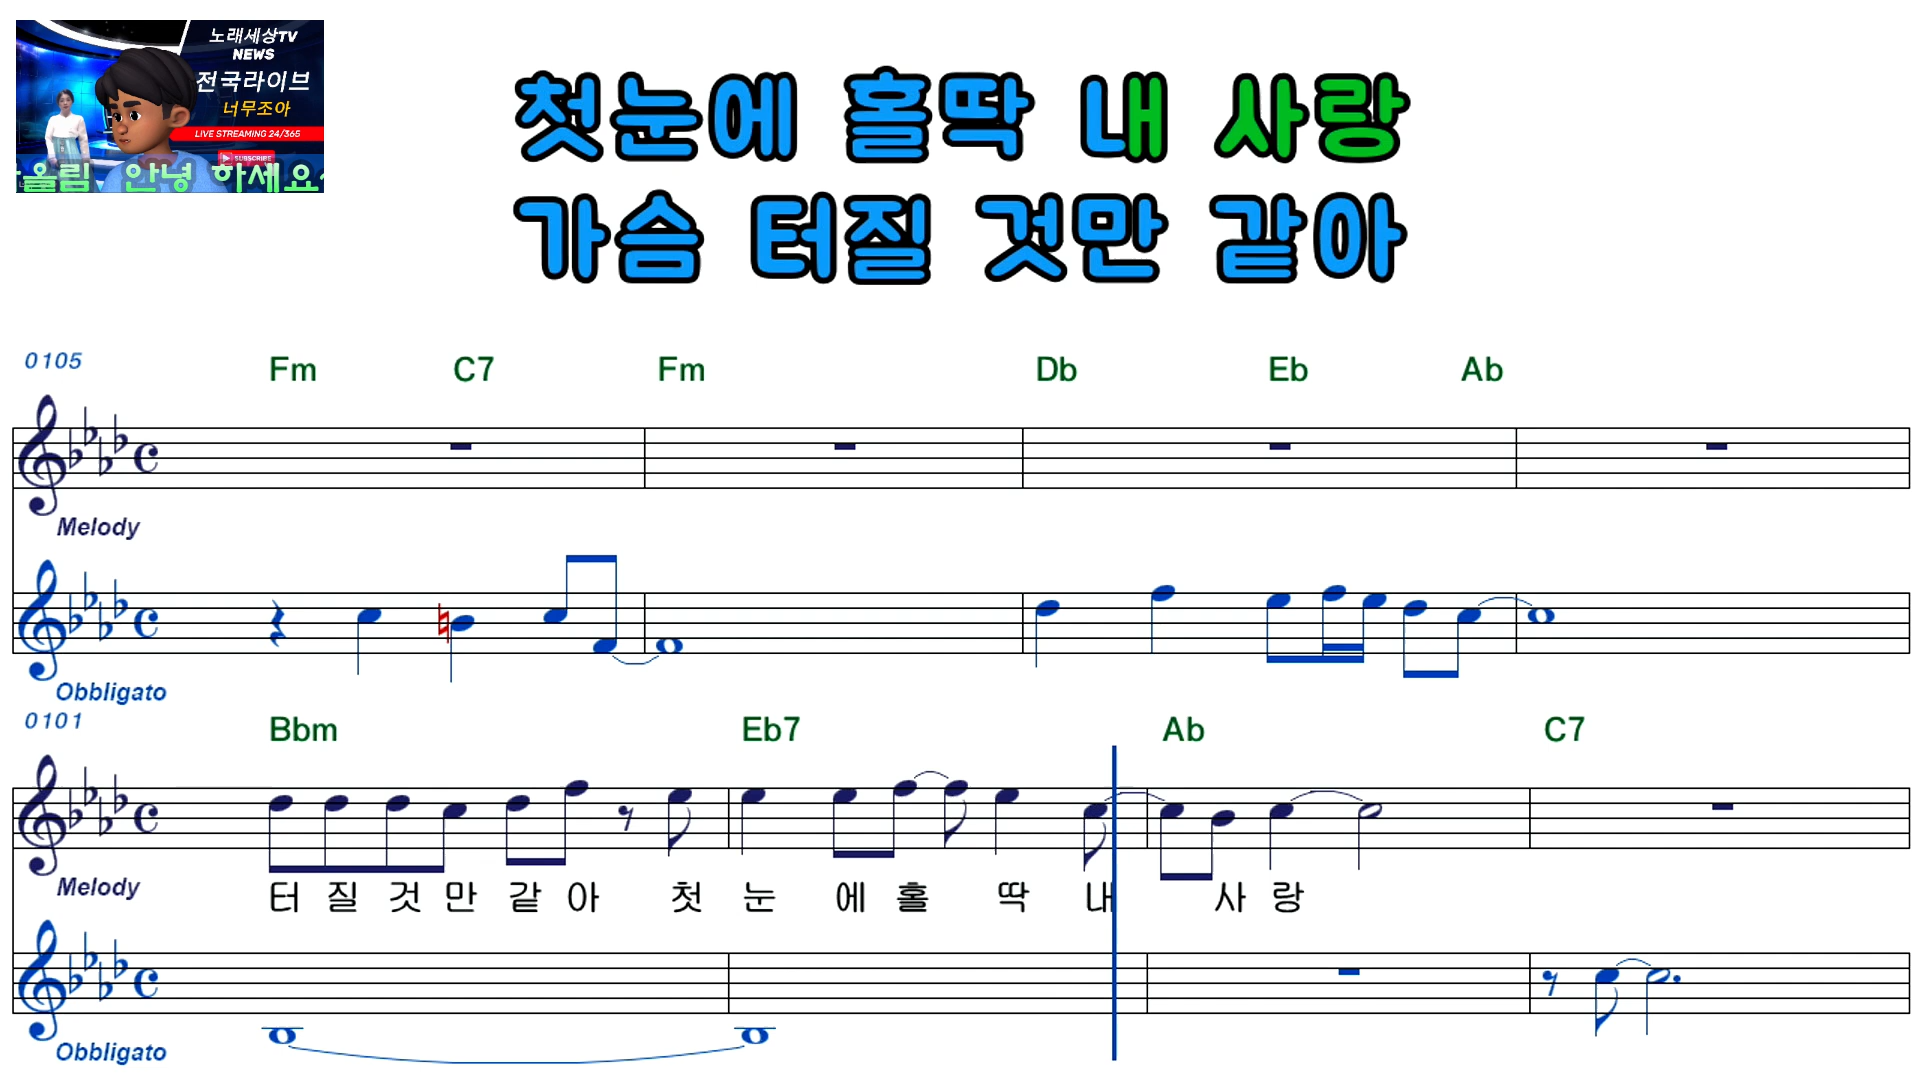 노래세상TV
NEWS
전국라이브
너무조아
LIVE STREAMING 24/365
SUBSCRIBE
올림 안녕 하세요
첫눈에 홀딱 내 사랑
가슴 터질 것만 같아
0105
Fm C7 Fm Db Eb Ab
Melody
Obbligato
0101
Bbm Eb7 Ab C7
Melody
터 질 것 만 같 아 첫 눈 에 홀 딱 내 사 랑
Obbligato